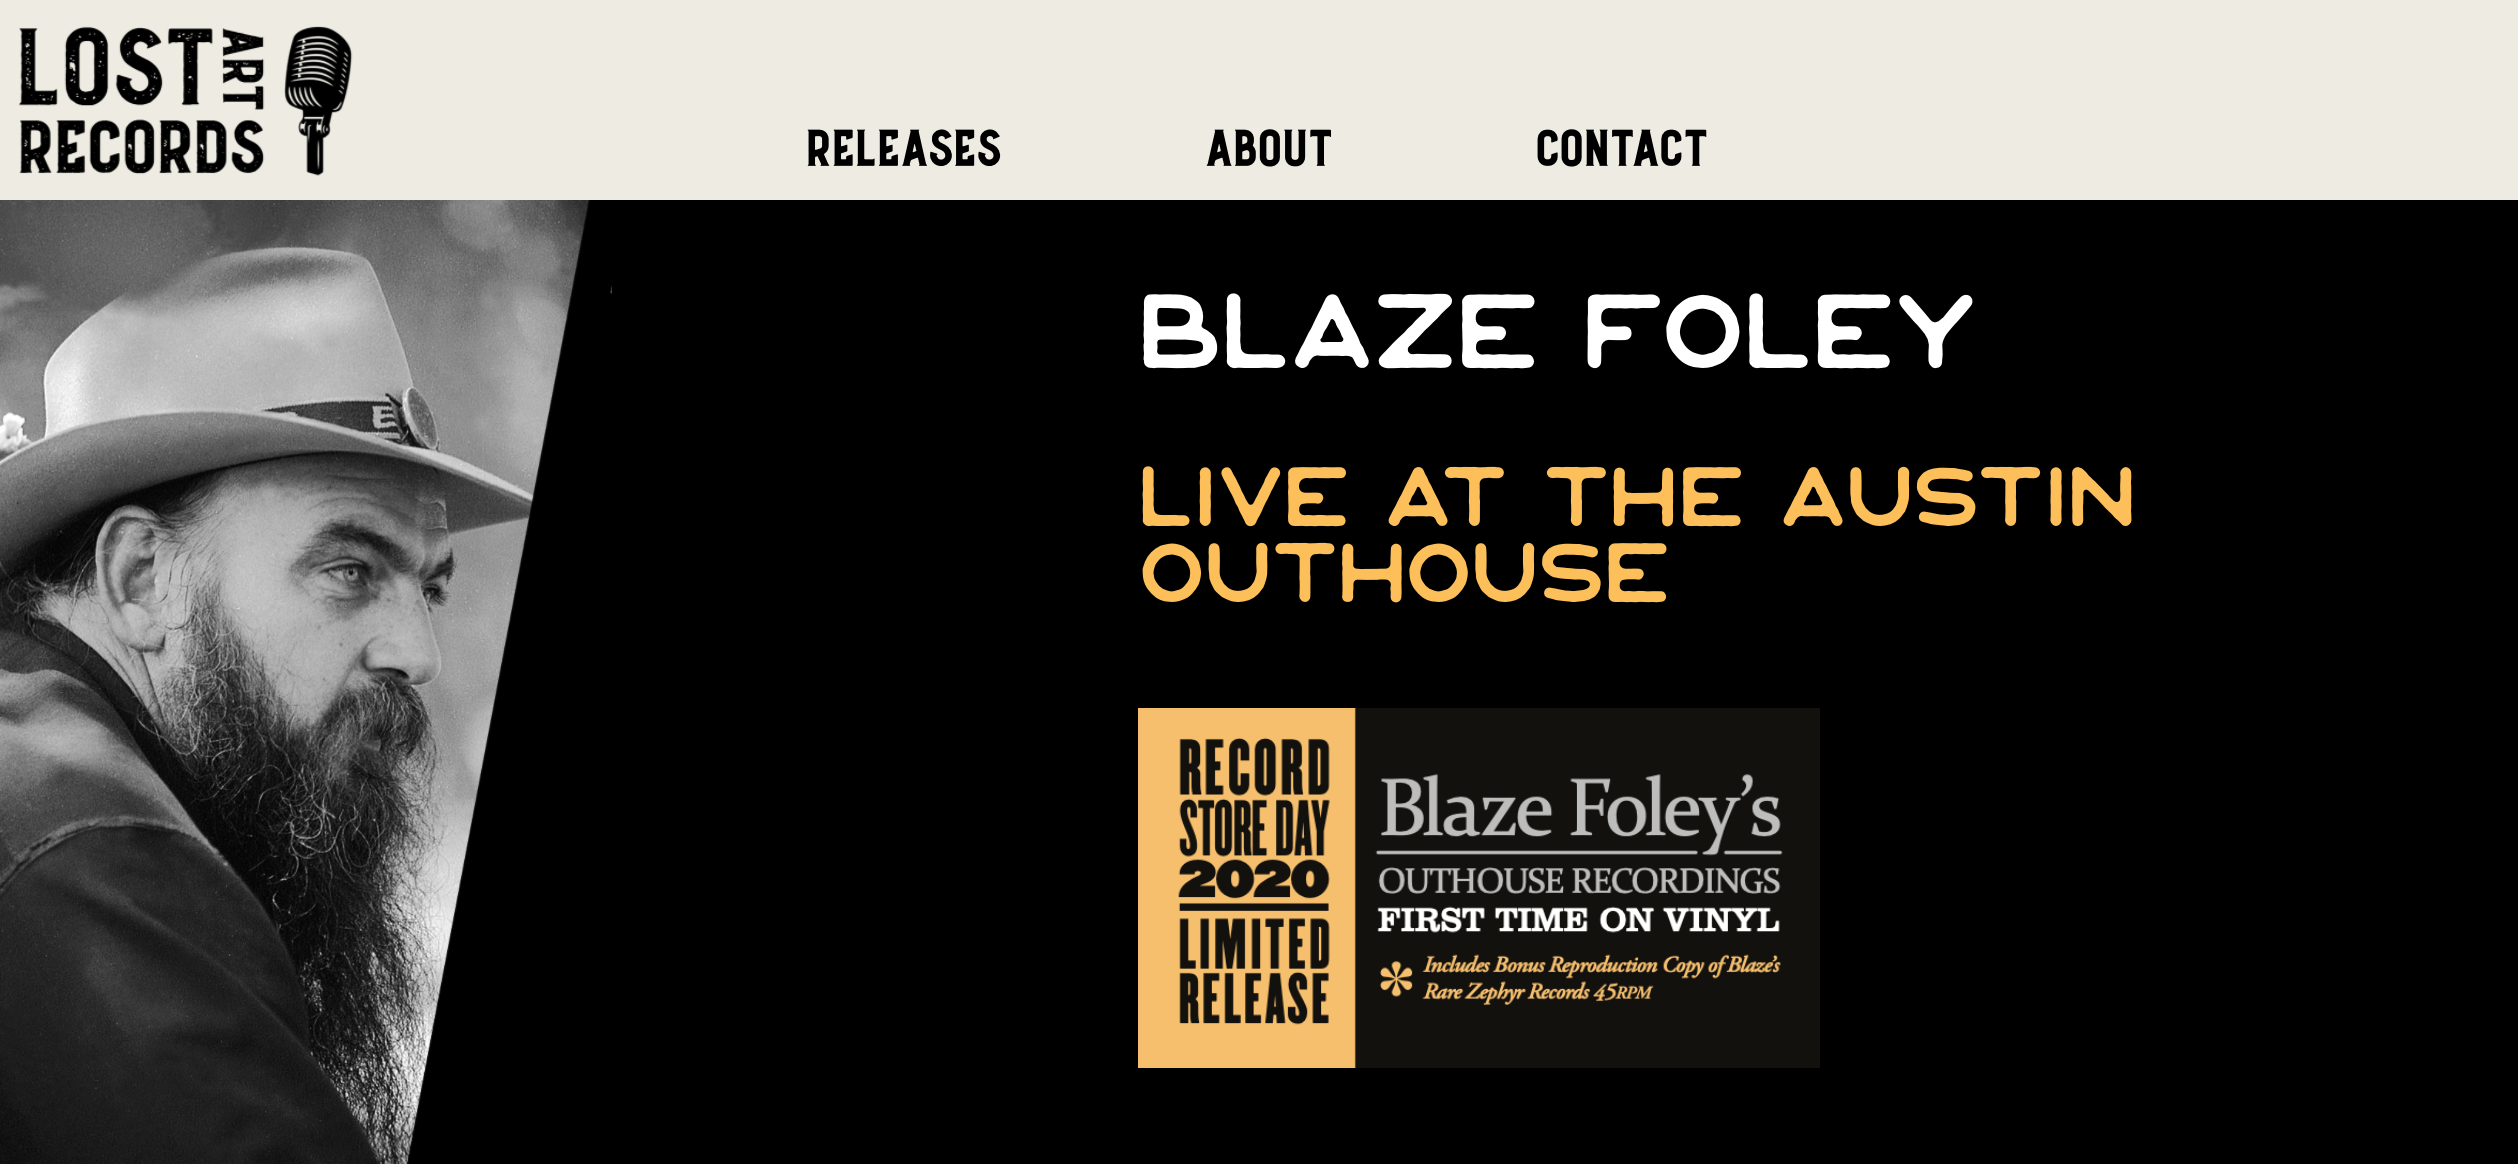 LOST ART
RECORDS
RELEASES
ABOUT
CONTACT
E
BLAZE FOLEY
LIVE AT THE AUSTIN
OUTHOUSE
RECORD
STORE DAY
2020
LIMITED
RELEASE
Blaze Foley's
OUTHOUSE RECORDINGS
FIRST TIME ON VINYL
* Includes Bonus Reproduction Copy of Blaze's
Rare Zephyr Records 45RPM